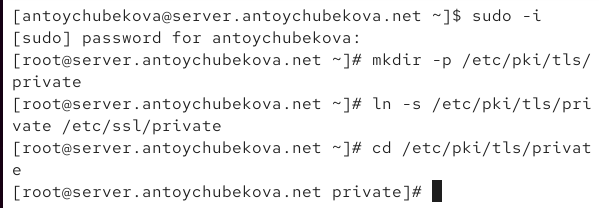 [antoychubekova@server.antoychubekova.net ~]$ sudo -i
[sudo] password for antoychubekova:
[root@server.antoychubekova.net ~]# mkdir -p /etc/pki/tls/
private
[root@server.antoychubekova.net ~]# ln -s /etc/pki/tls/pri
vate /etc/ssl/private
[root@server.antoychubekova.net ~]# cd /etc/pki/tls/privat
e
[root@server.antoychubekova.net private]#